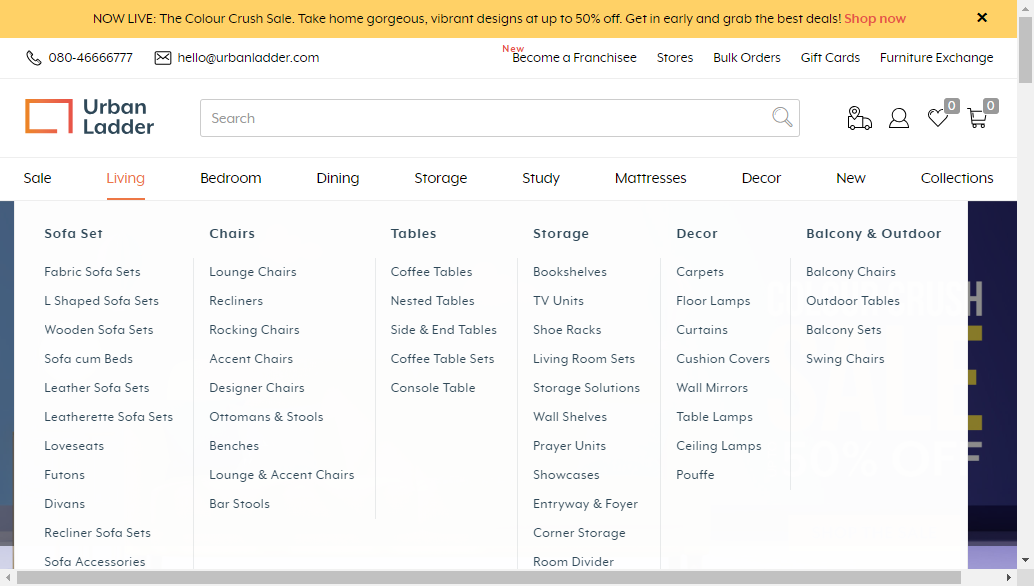 NOW LIVE: The Colour Crush Sale. Take home gorgeous, vibrant designs at up to 50% off. Get in early and grab the best deals! Shop now ×
080-46666777 hello@urbanladder.com New Become a Franchisee Stores Bulk Orders Gift Cards Furniture Exchange
Urban
Ladder
Search
0 0
Sale Living Bedroom Dining Storage Study Mattresses Decor New Collections
Sofa Set
Fabric Sofa Sets
L Shaped Sofa Sets
Wooden Sofa Sets
Sofa cum Beds
Leather Sofa Sets
Leatherette Sofa Sets
Loveseats
Futons
Divans
Recliner Sofa Sets
Sofa Accessories
Chairs
Lounge Chairs
Recliners
Rocking Chairs
Accent Chairs
Designer Chairs
Ottomans & Stools
Benches
Lounge & Accent Chairs
Bar Stools
Tables
Coffee Tables
Nested Tables
Side & End Tables
Coffee Table Sets
Console Table
Storage
Bookshelves
TV Units
Shoe Racks
Living Room Sets
Storage Solutions
Wall Shelves
Prayer Units
Showcases
Entryway & Foyer
Corner Storage
Room Divider
Decor
Carpets
Floor Lamps
Curtains
Cushion Covers
Wall Mirrors
Table Lamps
Ceiling Lamps
Pouffe
Balcony & Outdoor
Balcony Chairs
Outdoor Tables
Balcony Sets
Swing Chairs